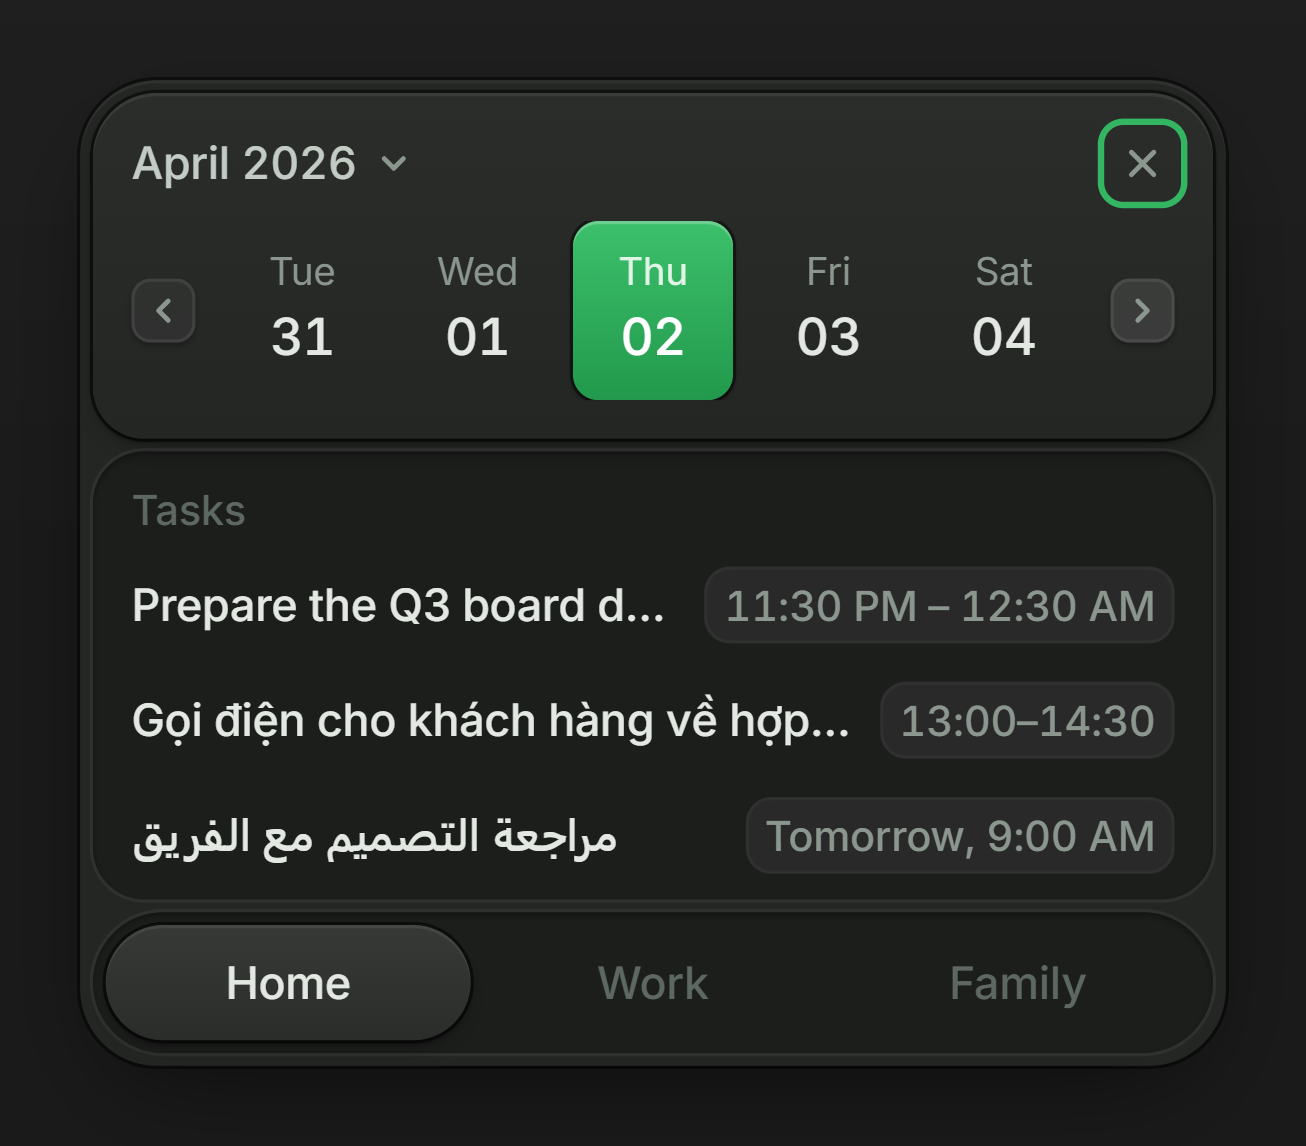 April 2026
Tue Wed Thu Fri Sat
31 01 02 03 04
Tasks
Prepare the Q3 board d... 11:30 PM – 12:30 AM
Gọi điện cho khách hàng về hợp... 13:00–14:30
مراجعة التصميم مع الفريق Tomorrow, 9:00 AM
Home Work Family